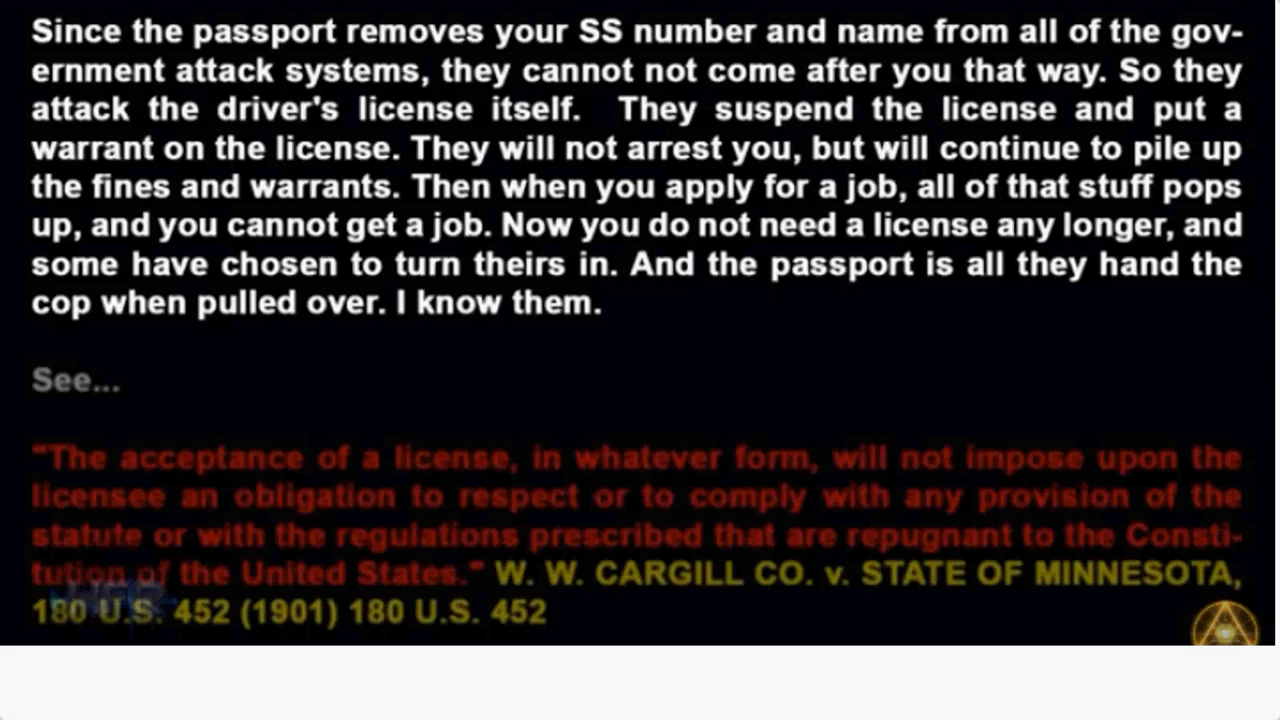 Since the passport removes your SS number and name from all of the gov-
ernment attack systems, they cannot not come after you that way. So they
attack the driver's license itself. They suspend the license and put a
warrant on the license. They will not arrest you, but will continue to pile up
the fines and warrants. Then when you apply for a job, all of that stuff pops
up, and you cannot get a job. Now you do not need a license any longer, and
some have chosen to turn theirs in. And the passport is all they hand the
cop when pulled over. I know them.
See...
"The acceptance of a license, in whatever form, will not impose upon the
licensee an obligation to respect or to comply with any provision of the
statute or with the regulations prescribed that are repugnant to the Consti-
tution of the United States." W. W. CARGILL CO. v. STATE OF MINNESOTA,
180 U.S. 452 (1901) 180 U.S. 452